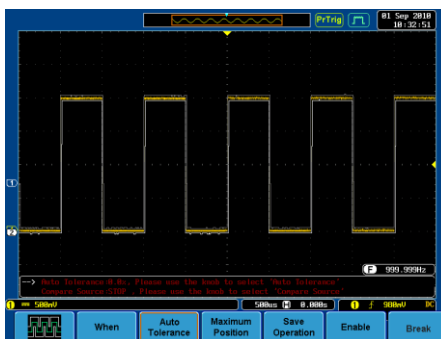 PrTrig
01 Sep 2010
10:32:51
1
2
F 999.999Hz
--> Auto Tolerance:0.4%, Please use the knob to select 'Auto Tolerance'
Compare Source:STOP , Please use the knob to select 'Compare Source'
1 500mV 500us H 0.000s 1 900mV DC
When
Auto Tolerance
Maximum Position
Save Operation
Enable
Break